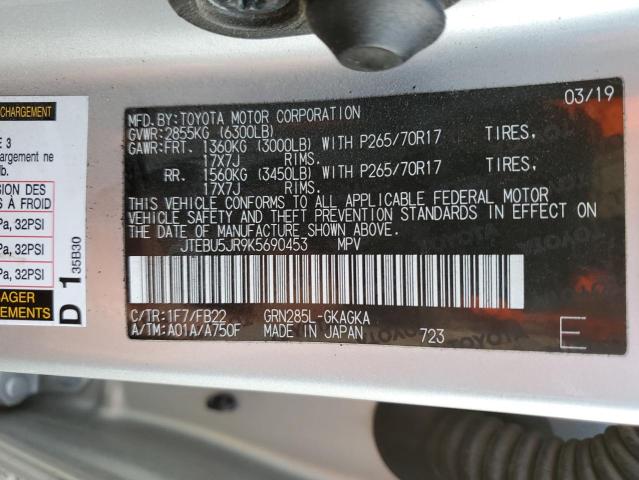 CHARGEMENT
E 3
chargement ne
lb.
SION DES
S À FROID
Pa, 32PSI
Pa, 32PSI
Pa, 32PSI
AGER
NEMENTS
D 1
35B30
03/19
MFD. BY:TOYOTA MOTOR CORPORATION
GVWR:2855KG (6300LB)
GAWR:FRT. 1360KG (3000LB) WITH P265/70R17 TIRES,
17X7J RIMS.
RR. 1560KG (3450LB) WITH P265/70R17 TIRES,
17X7J RIMS.
THIS VEHICLE CONFORMS TO ALL APPLICABLE FEDERAL MOTOR
VEHICLE SAFETY AND THEFT PREVENTION STANDARDS IN EFFECT ON
THE DATE OF MANUFACTURE SHOWN ABOVE.
JTEBU5JR9K5690453 MPV
C/TR:1F7/FB22 GRN285L-GKAGKA
A/TM:A01A/A750F MADE IN JAPAN 723
E